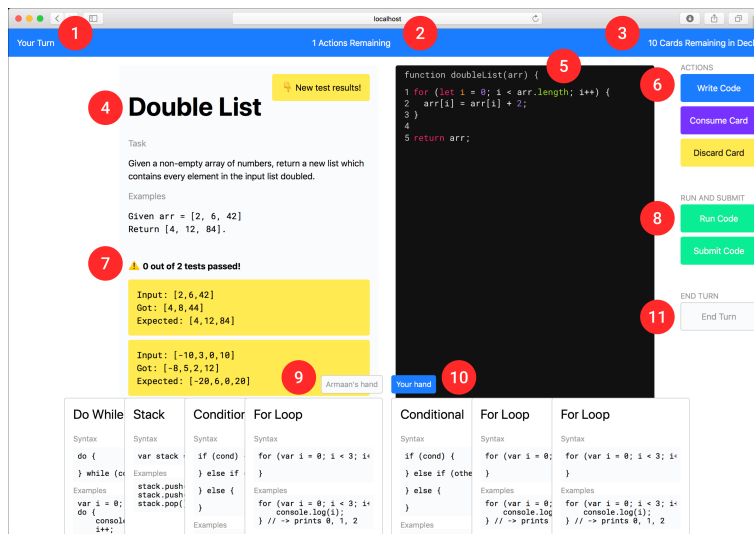 localhost
1
2
3
Your Turn
1 Actions Remaining
10 Cards Remaining in Deck
4
👇 New test results!
Double List
Task
Given a non-empty array of numbers, return a new list which
contains every element in the input list doubled.
Examples
Given arr = [2, 6, 42]
Return [4, 12, 84].
7
⚠️ 0 out of 2 tests passed!
Input: [2,6,42]
Got: [4,8,44]
Expected: [4,12,84]
Input: [-10,3,0,10]
Got: [-8,5,2,12]
Expected: [-20,6,0,20]
5
function doubleList(arr) {
1 for (let i = 0; i < arr.length; i++) {
2   arr[i] = arr[i] + 2;
3 }
4
5 return arr;
ACTIONS
6
Write Code
Consume Card
Discard Card
RUN AND SUBMIT
8
Run Code
Submit Code
END TURN
11
End Turn
9
Armaan's hand
Your hand
10
Do While
Syntax
do {
} while (co
Examples
var i = 0;
do {
console
i++;
Stack
Syntax
var stack =
Examples
stack.push
stack.push
stack.pop(
Condition
Syntax
if (cond)
} else if
} else {
}
Examples
For Loop
Syntax
for (var i = 0; i < 3; i+
}
Examples
for (var i = 0; i < 3; i+
console.log(i);
} // -> prints 0, 1, 2
Conditional
Syntax
if (cond) {
} else if (othe
} else {
}
Examples
For Loop
Syntax
for (var i = 0;
}
Examples
for (var i = 0;
console.log
} // -> prints
For Loop
Syntax
for (var i = 0; i < 3; i+
}
Examples
for (var i = 0; i < 3; i+
console.log(i);
} // -> prints 0, 1, 2